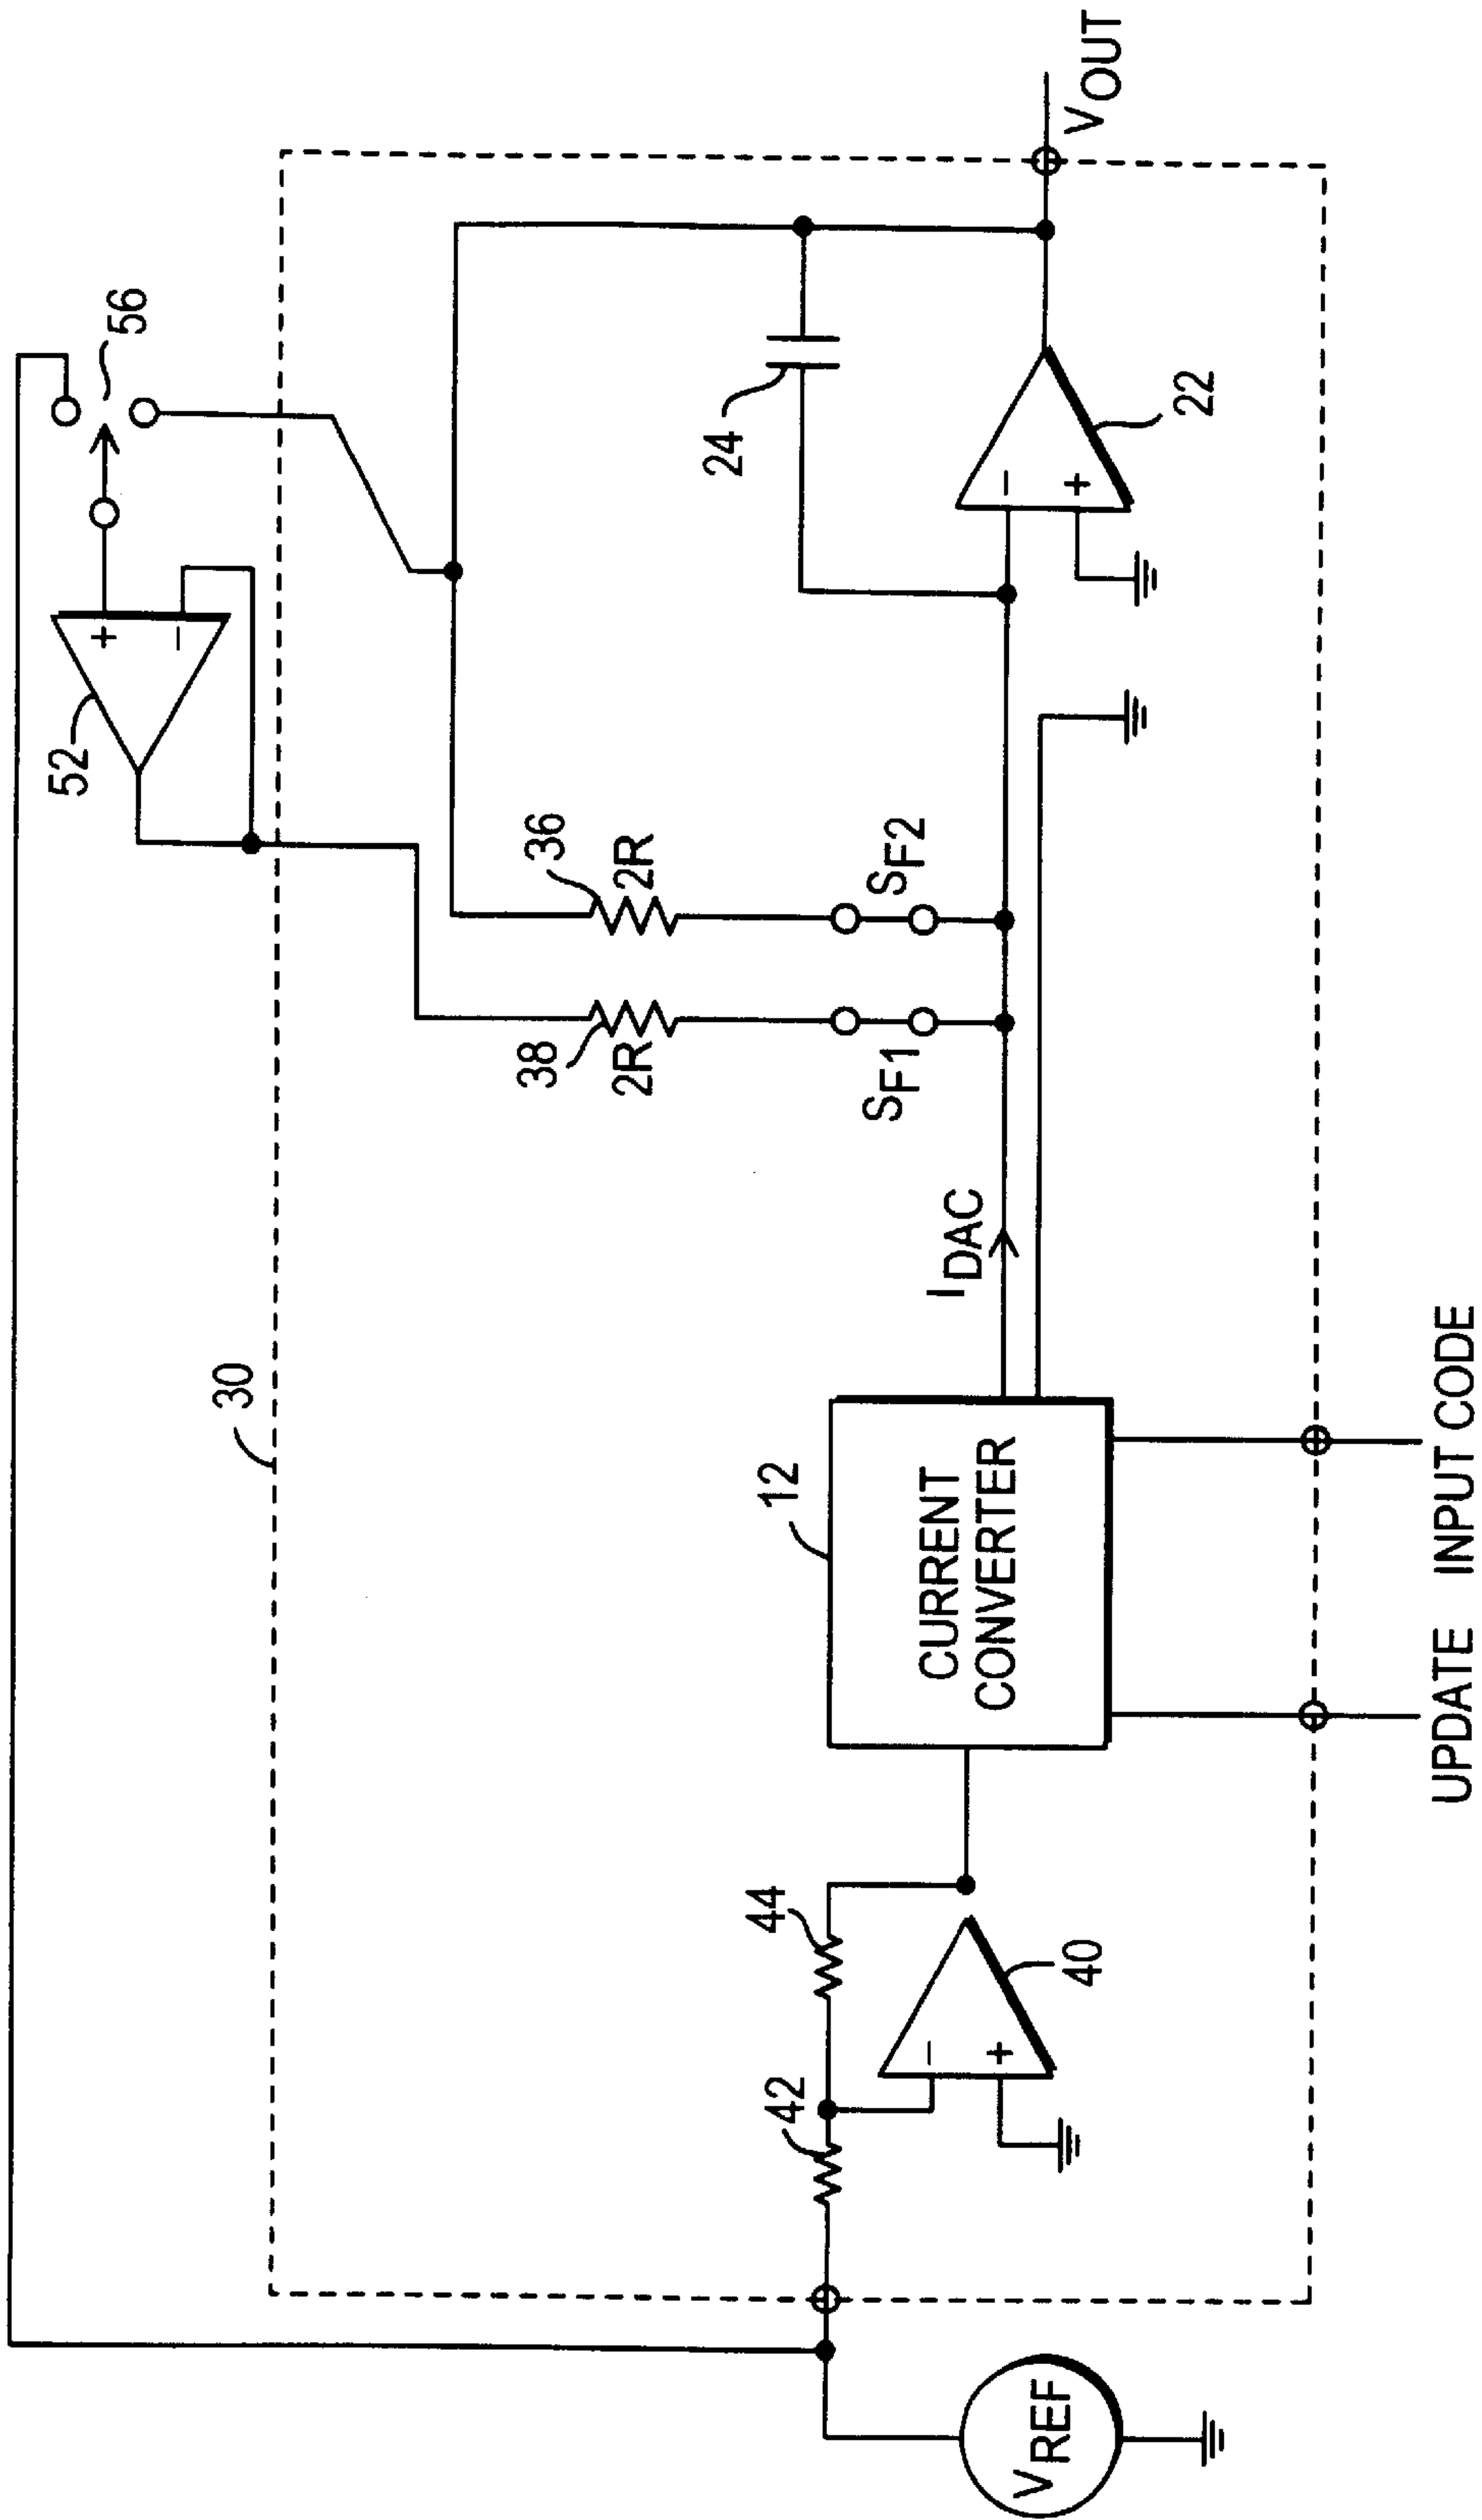 56
52
30
36
2R
38
2R
24
SF2
SF1
22
VOUT
IDAC
12
CURRENT
CONVERTER
44
42
40
VREF
UPDATE INPUT CODE
+
−
−
+
−
+